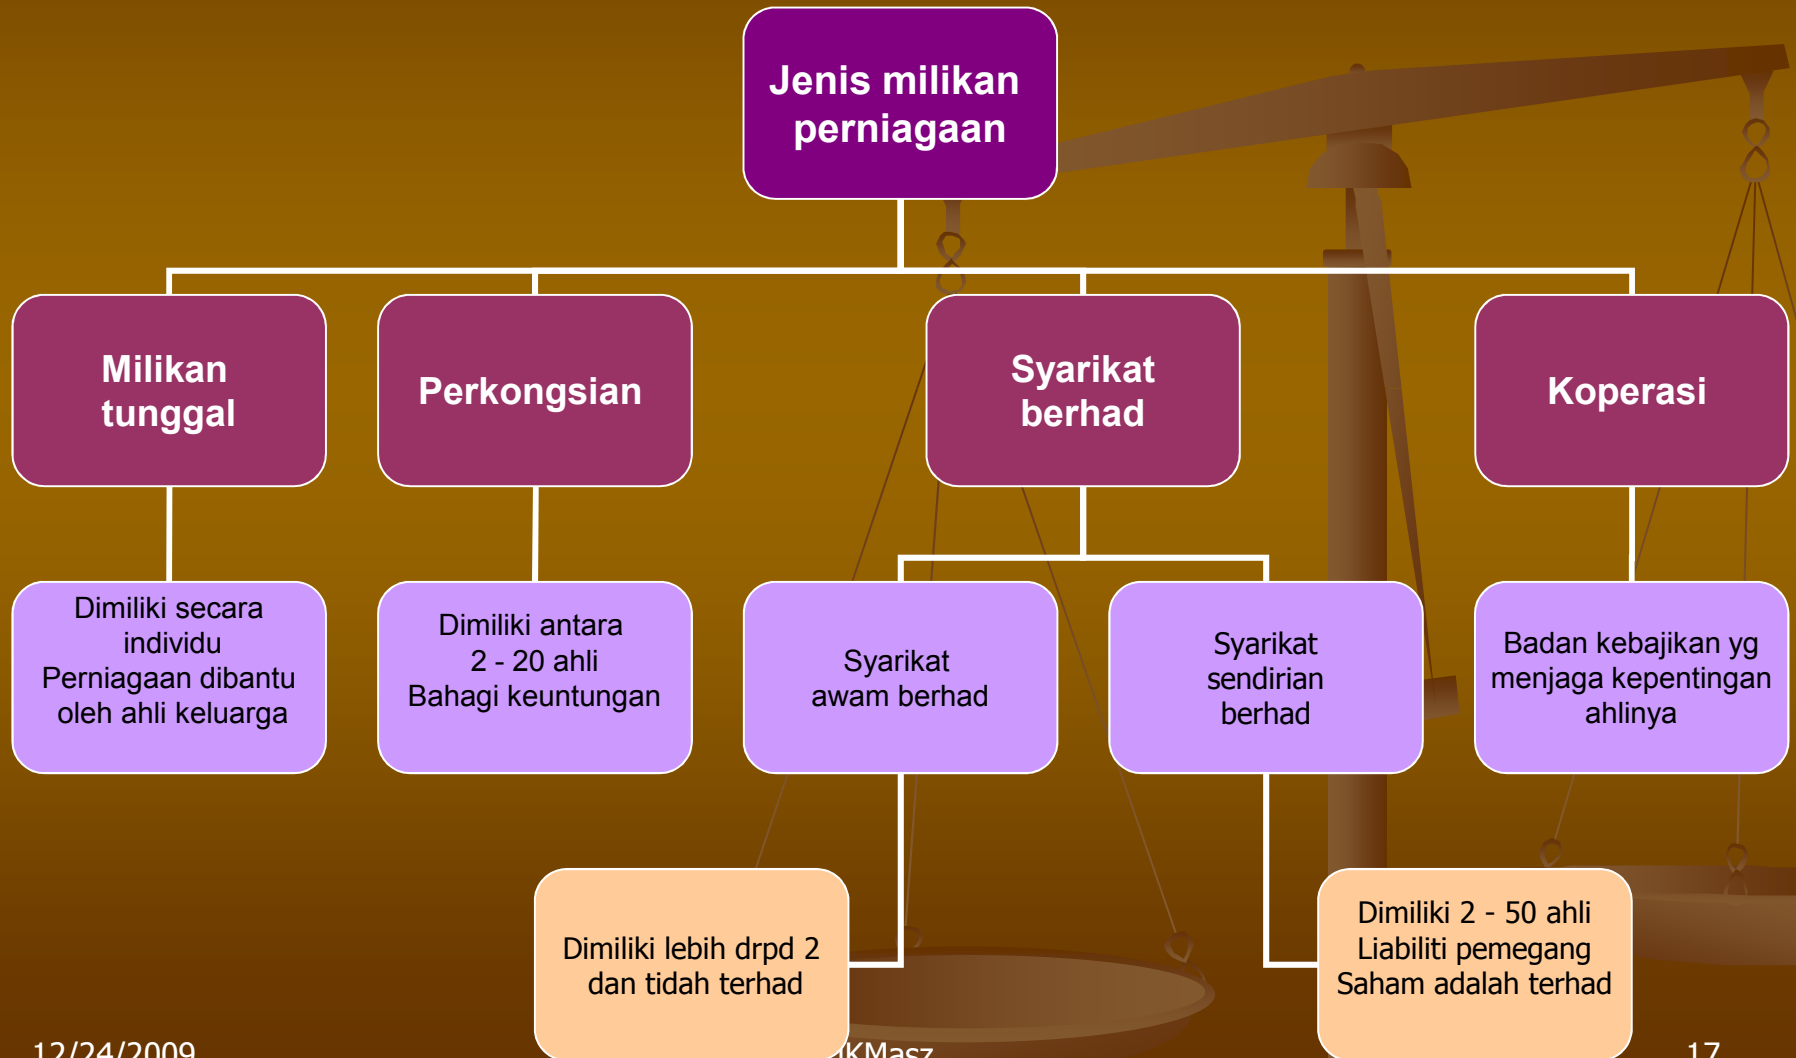 Jenis milikan
perniagaan
Milikan
tunggal
Perkongsian
Syarikat
berhad
Koperasi
Dimiliki secara
individu
Perniagaan dibantu
oleh ahli keluarga
Dimiliki antara
2 - 20 ahli
Bahagi keuntungan
Syarikat
awam berhad
Syarikat
sendirian
berhad
Badan kebajikan yg
menjaga kepentingan
ahlinya
Dimiliki lebih drpd 2
dan tidah terhad
Dimiliki 2 - 50 ahli
Liabiliti pemegang
Saham adalah terhad
12/24/2009
17